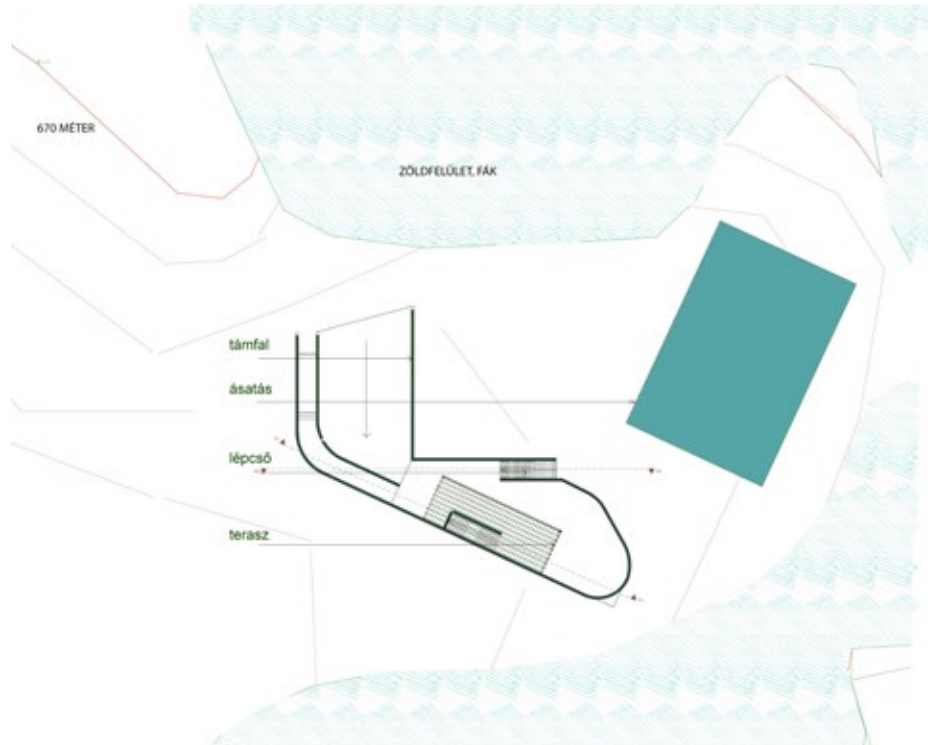 670 MÉTER
ZÖLDFELÜLET, FÁK
támfal
ásatás
lépcső
terasz